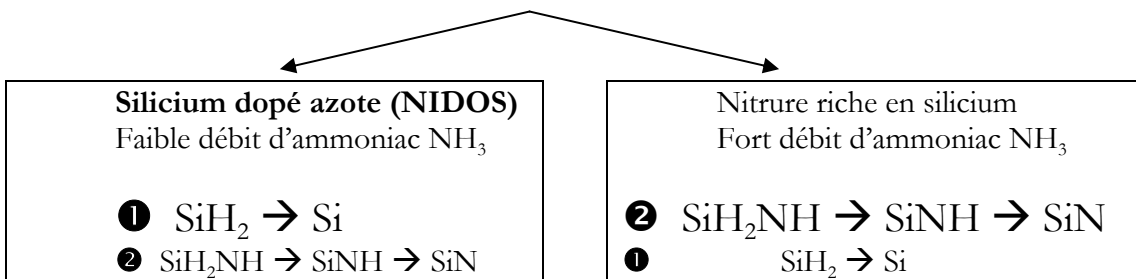 Silicium dopé azote (NIDOS)
Faible débit d'ammoniac NH₃
❶ SiH₂ → Si
❷ SiH₂NH → SiNH → SiN
Nitrure riche en silicium
Fort débit d'ammoniac NH₃
❷ SiH₂NH → SiNH → SiN
❶ SiH₂ → Si